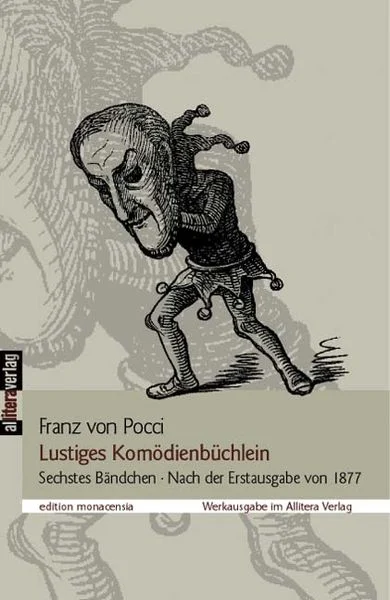 alliteraverlag
Franz von Pocci
Lustiges Komödienbüchlein
Sechstes Bändchen · Nach der Erstausgabe von 1877
edition monacensia Werkausgabe im Allitera Verlag